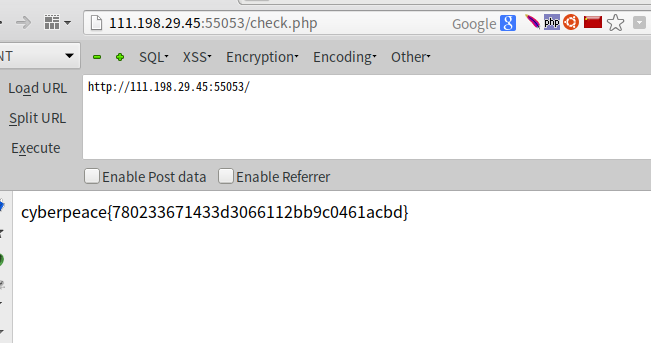 111.198.29.45:55053/check.php Google
NT SQL XSS Encryption Encoding Other
Load URL http://111.198.29.45:55053/
Split URL
Execute
Enable Post data Enable Referrer
cyberpeace{780233671433d3066112bb9c0461acbd}